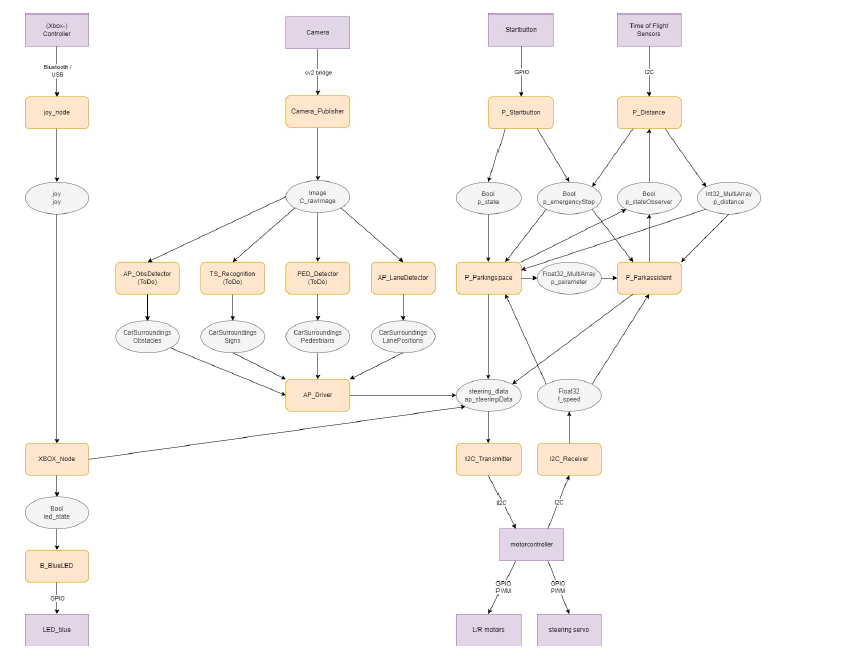 (Xbox-)
Controller
Camera
Startbutton
Time of Flight
Sensors
Bluetooth /
USB
cv2.bridge
GPIO
I2C
joy_node
Camera_Publisher
P_Startbutton
P_Distance
joy
joy
Image
C_rawImage
Bool
p_state
Bool
p_emergencyStop
Bool
p_stateObserver
Int32_MultiArray
p_distance
AP_ObsDetector
(ToDo)
TS_Recognition
(ToDo)
PED_Detector
(ToDo)
AP_LaneDetector
P_Parkingspace
Float32_MultiArray
p_parameter
P_Parkassistent
CarSurroundings
Obstacles
CarSurroundings
Signs
CarSurroundings
Pedestrians
CarSurroundings
LanePositions
AP_Driver
steering_data
ap_steeringData
Float32
f_speed
XBOX_Node
I2C_Transmitter
I2C_Receiver
Bool
led_state
I2C
I2C
motorcontroller
B_BlueLED
GPIO
PWM
GPIO
PWM
GPIO
LED_blue
L/R motors
steering servo